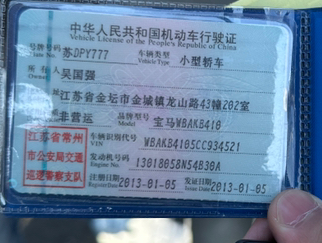 中华人民共和国机动车行驶证
Vehicle License of the People's Republic of China
号牌号码 苏DPY777 车辆类型 小型轿车
Plate No. Vehicle Type
所有人 吴国强
住址 江苏省金坛市金城镇龙山路43幢202室
使用性质 非营运 品牌型号 宝马WBAKB410
Model
江苏省常州市公安局交通巡逻警察支队
车辆识别代号 WBAKB4105CC934521
VIN
发动机号码 13018058N54B30A
Engine No.
注册日期 2013-01-05 发证日期 2013-01-05
Register Date Issue Date